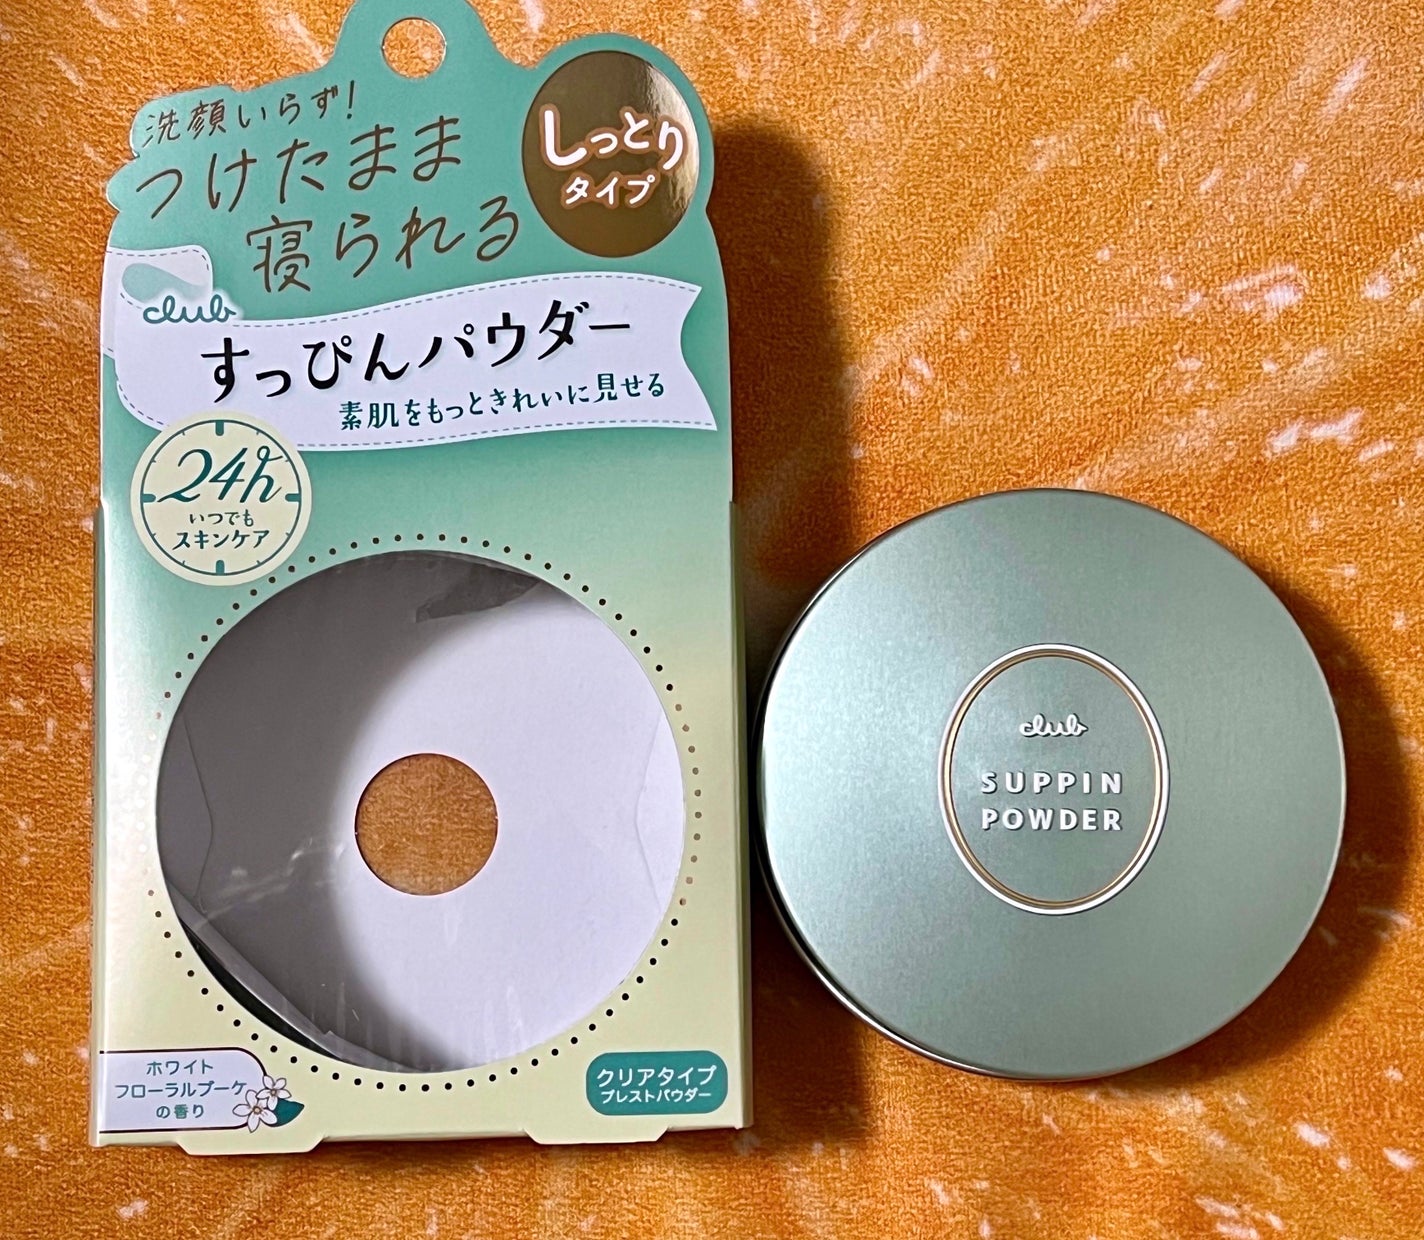 洗顔いらず!
つけたまま
寝られる
しっとり
タイプ
club
すっぴんパウダー
素肌をもっときれいに見せる
24h
いつでも
スキンケア
ホワイト
フローラルブーケ
の香り
クリアタイプ
プレストパウダー
club
SUPPIN
POWDER